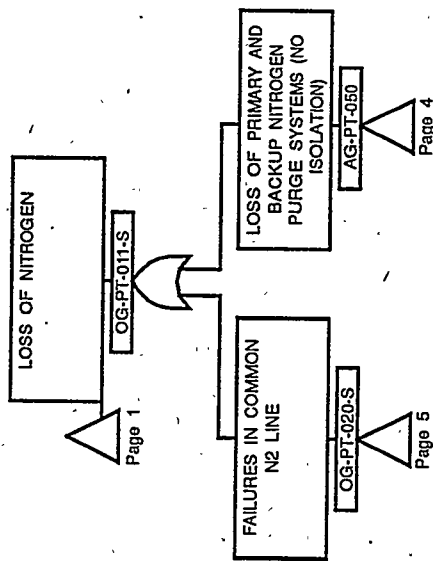 LOSS OF NITROGEN
OG-PT-011-S
Page 1
FAILURES IN COMMON
N2 LINE
OG-PT-020-S
Page 5
LOSS OF PRIMARY AND
BACKUP NITROGEN
PURGE SYSTEMS (NO
ISOLATION)
AG-PT-050
Page 4